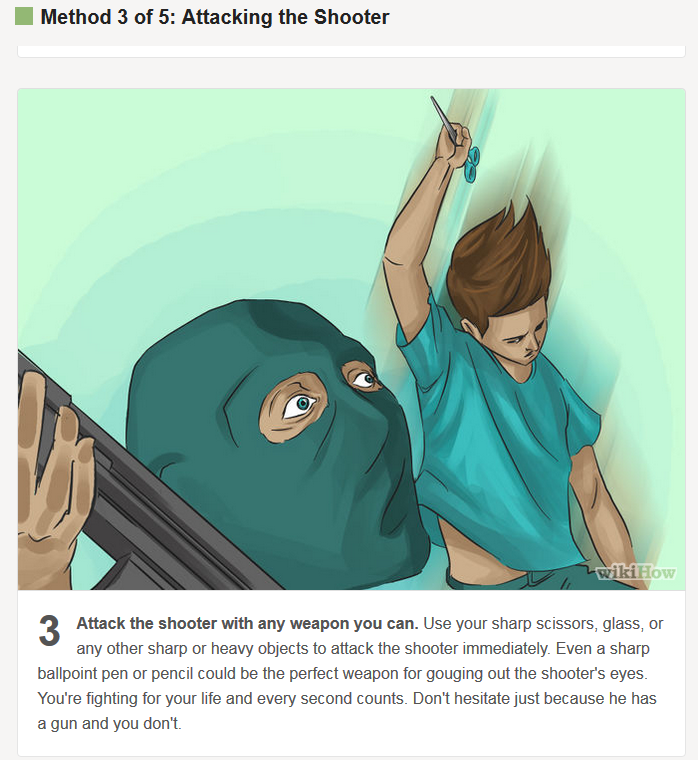 Method 3 of 5: Attacking the Shooter
wikiHow
3 Attack the shooter with any weapon you can. Use your sharp scissors, glass, or
any other sharp or heavy objects to attack the shooter immediately. Even a sharp
ballpoint pen or pencil could be the perfect weapon for gouging out the shooter's eyes.
You're fighting for your life and every second counts. Don't hesitate just because he has
a gun and you don't.